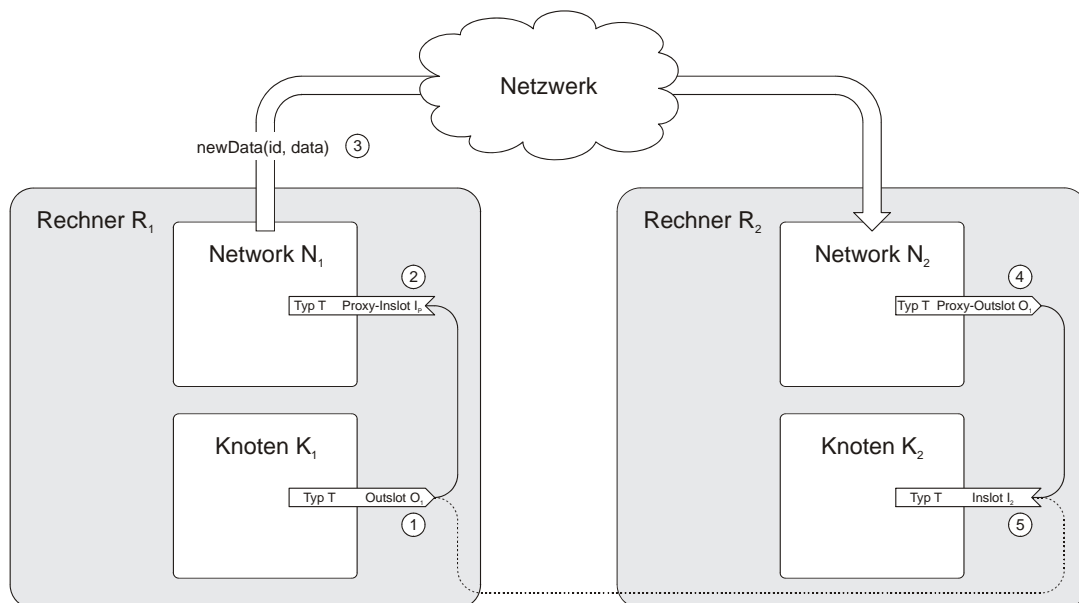 Netzwerk
newData(id, data) 3
Rechner R1
Network N1
2
Typ T Proxy-Inslot IP
Knoten K1
Typ T Outslot O1
1
Rechner R2
Network N2
4
Typ T Proxy-Outslot O1
Knoten K2
Typ T Inslot I2
5